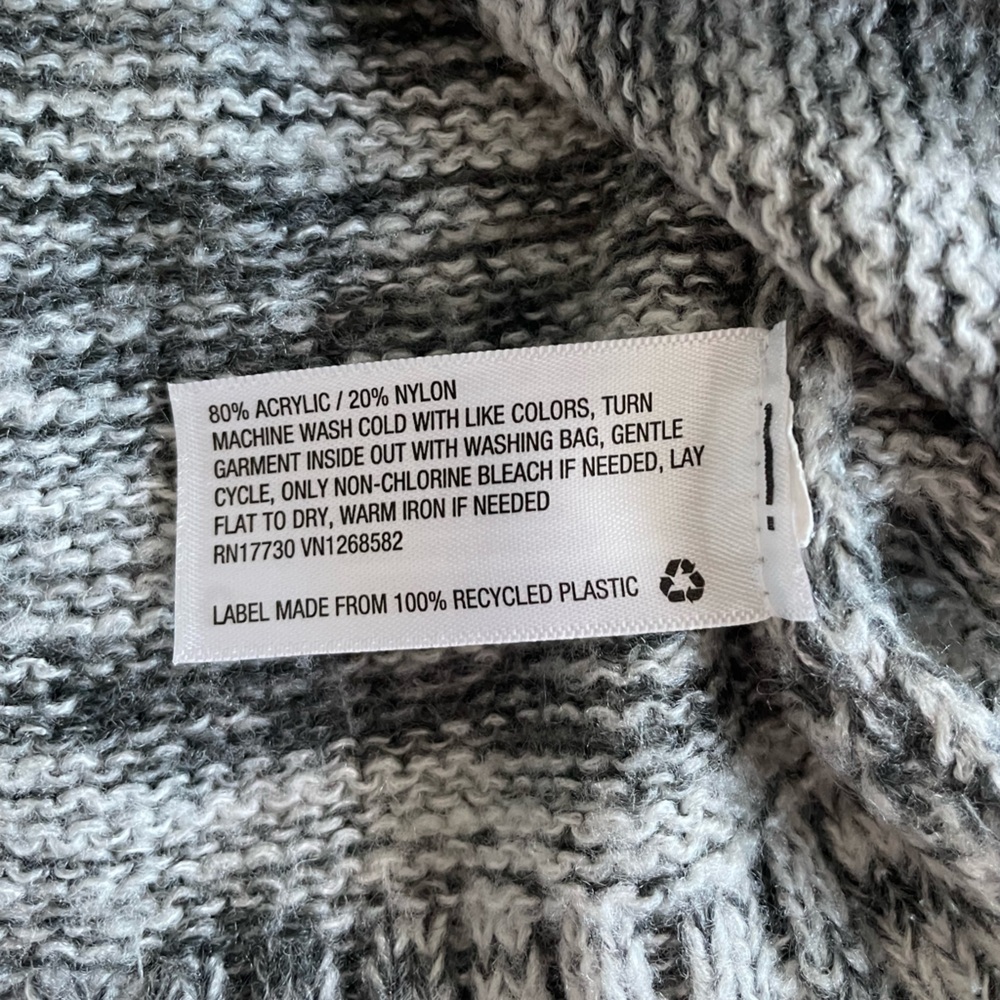 80% ACRYLIC / 20% NYLON
MACHINE WASH COLD WITH LIKE COLORS, TURN
GARMENT INSIDE OUT WITH WASHING BAG, GENTLE
CYCLE, ONLY NON-CHLORINE BLEACH IF NEEDED, LAY
FLAT TO DRY, WARM IRON IF NEEDED
RN17730 VN1268582
LABEL MADE FROM 100% RECYCLED PLASTIC